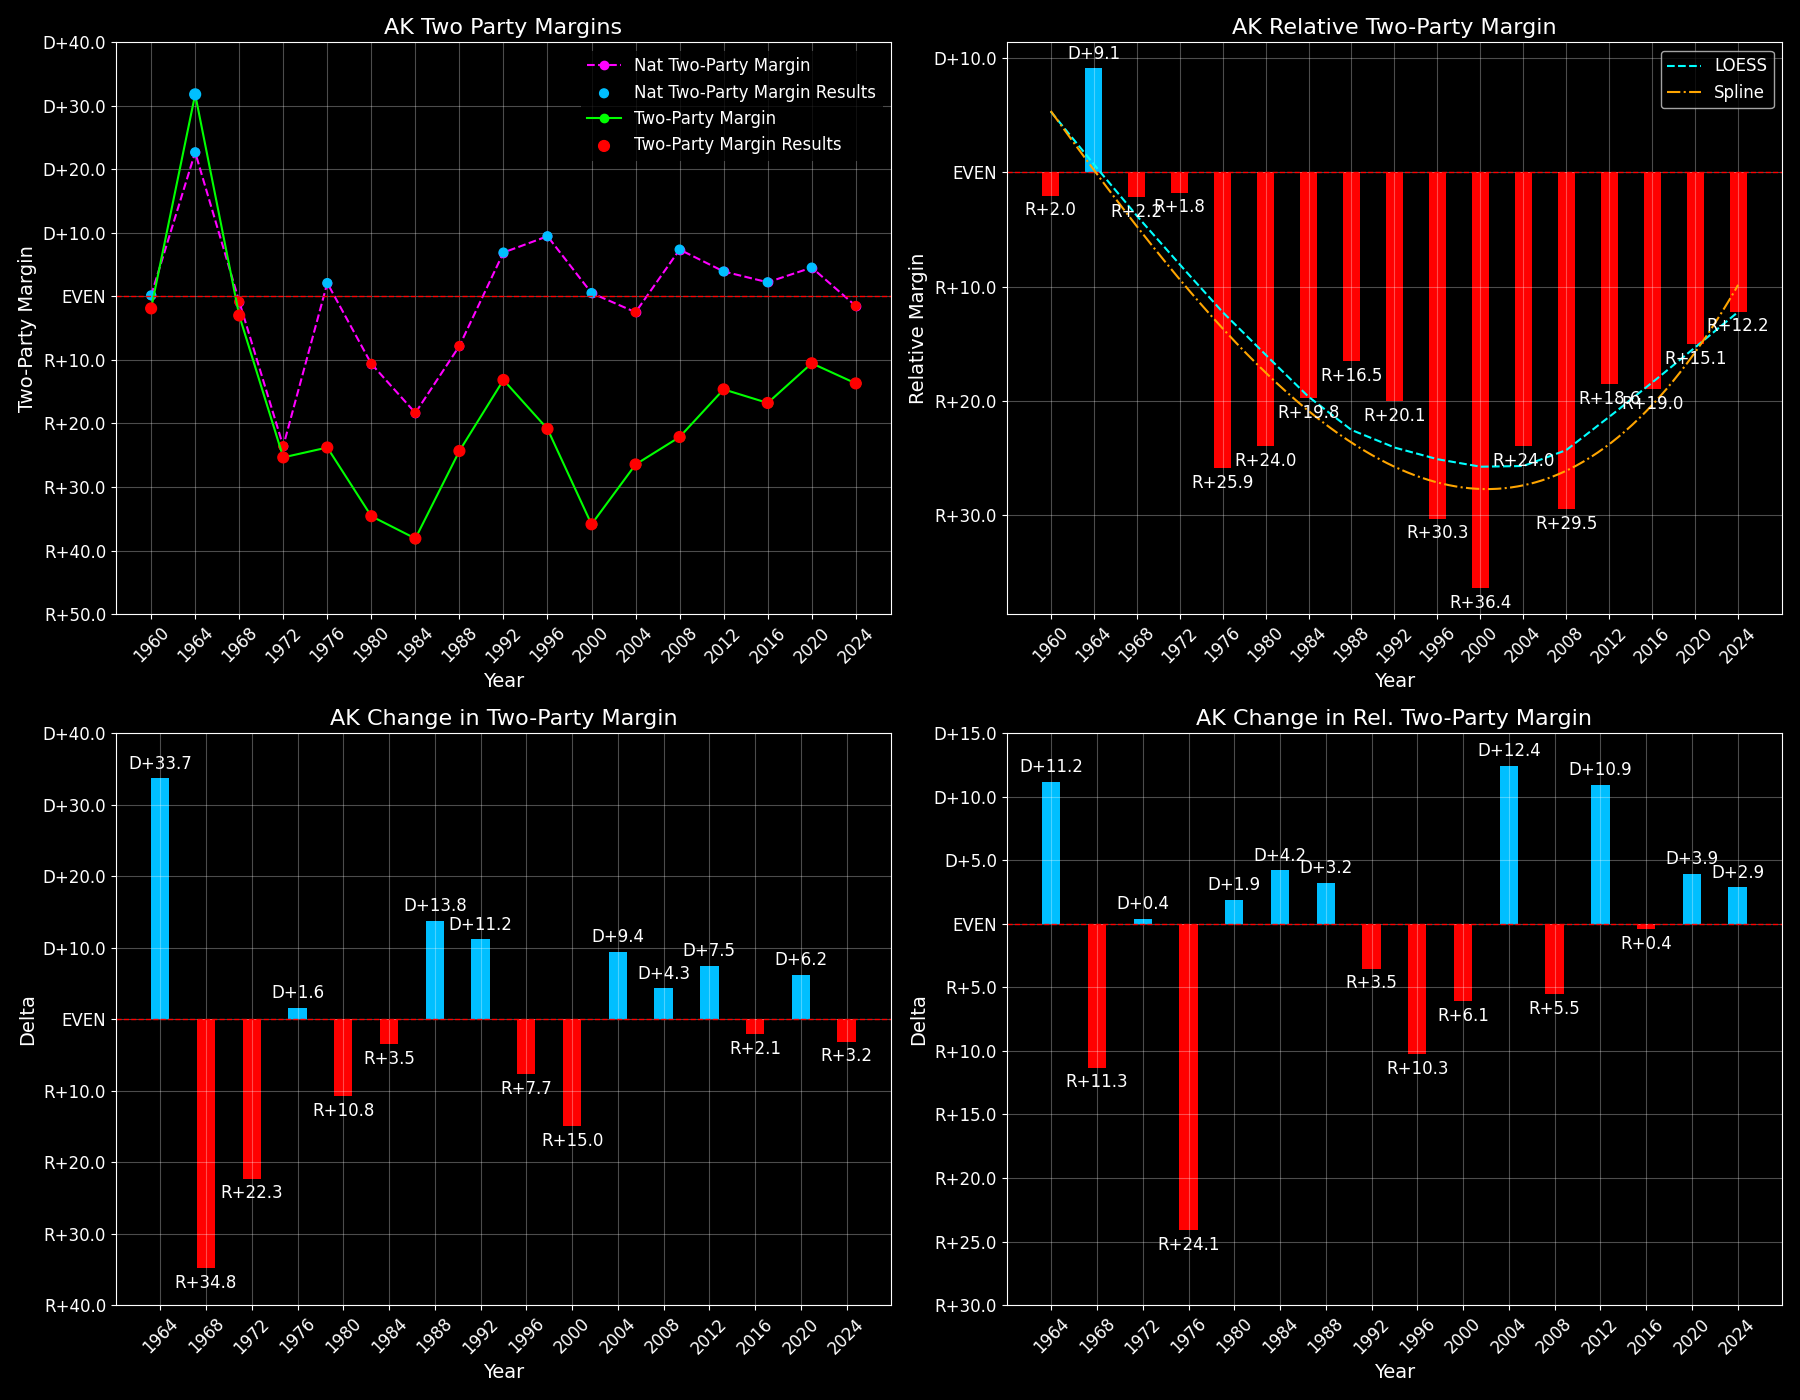 AK Two Party Margins
D+40.0
D+30.0
D+20.0
D+10.0
EVEN
R+10.0
R+20.0
R+30.0
R+40.0
R+50.0
Two-Party Margin
Nat Two-Party Margin
Nat Two-Party Margin Results
Two-Party Margin
Two-Party Margin Results
1960 1964 1968 1972 1976 1980 1984 1988 1992 1996 2000 2004 2008 2012 2016 2020 2024
Year
AK Relative Two-Party Margin
D+10.0
EVEN
R+10.0
R+20.0
R+30.0
Relative Margin
LOESS
Spline
R+2.0
D+9.1
R+2.2
R+1.8
R+25.9
R+24.0
R+19.8
R+16.5
R+20.1
R+30.3
R+36.4
R+24.0
R+29.5
R+18.6
R+19.0
R+15.1
R+12.2
1960 1964 1968 1972 1976 1980 1984 1988 1992 1996 2000 2004 2008 2012 2016 2020 2024
Year
AK Change in Two-Party Margin
D+40.0
D+30.0
D+20.0
D+10.0
EVEN
R+10.0
R+20.0
R+30.0
R+40.0
Delta
D+33.7
R+34.8
R+22.3
D+1.6
R+10.8
R+3.5
D+13.8
D+11.2
R+7.7
R+15.0
D+9.4
D+4.3
D+7.5
R+2.1
D+6.2
R+3.2
1964 1968 1972 1976 1980 1984 1988 1992 1996 2000 2004 2008 2012 2016 2020 2024
Year
AK Change in Rel. Two-Party Margin
D+15.0
D+10.0
D+5.0
EVEN
R+5.0
R+10.0
R+15.0
R+20.0
R+25.0
R+30.0
Delta
D+11.2
R+11.3
D+0.4
R+24.1
D+1.9
D+4.2
D+3.2
R+3.5
R+10.3
R+6.1
D+12.4
R+5.5
D+10.9
R+0.4
D+3.9
D+2.9
1964 1968 1972 1976 1980 1984 1988 1992 1996 2000 2004 2008 2012 2016 2020 2024
Year